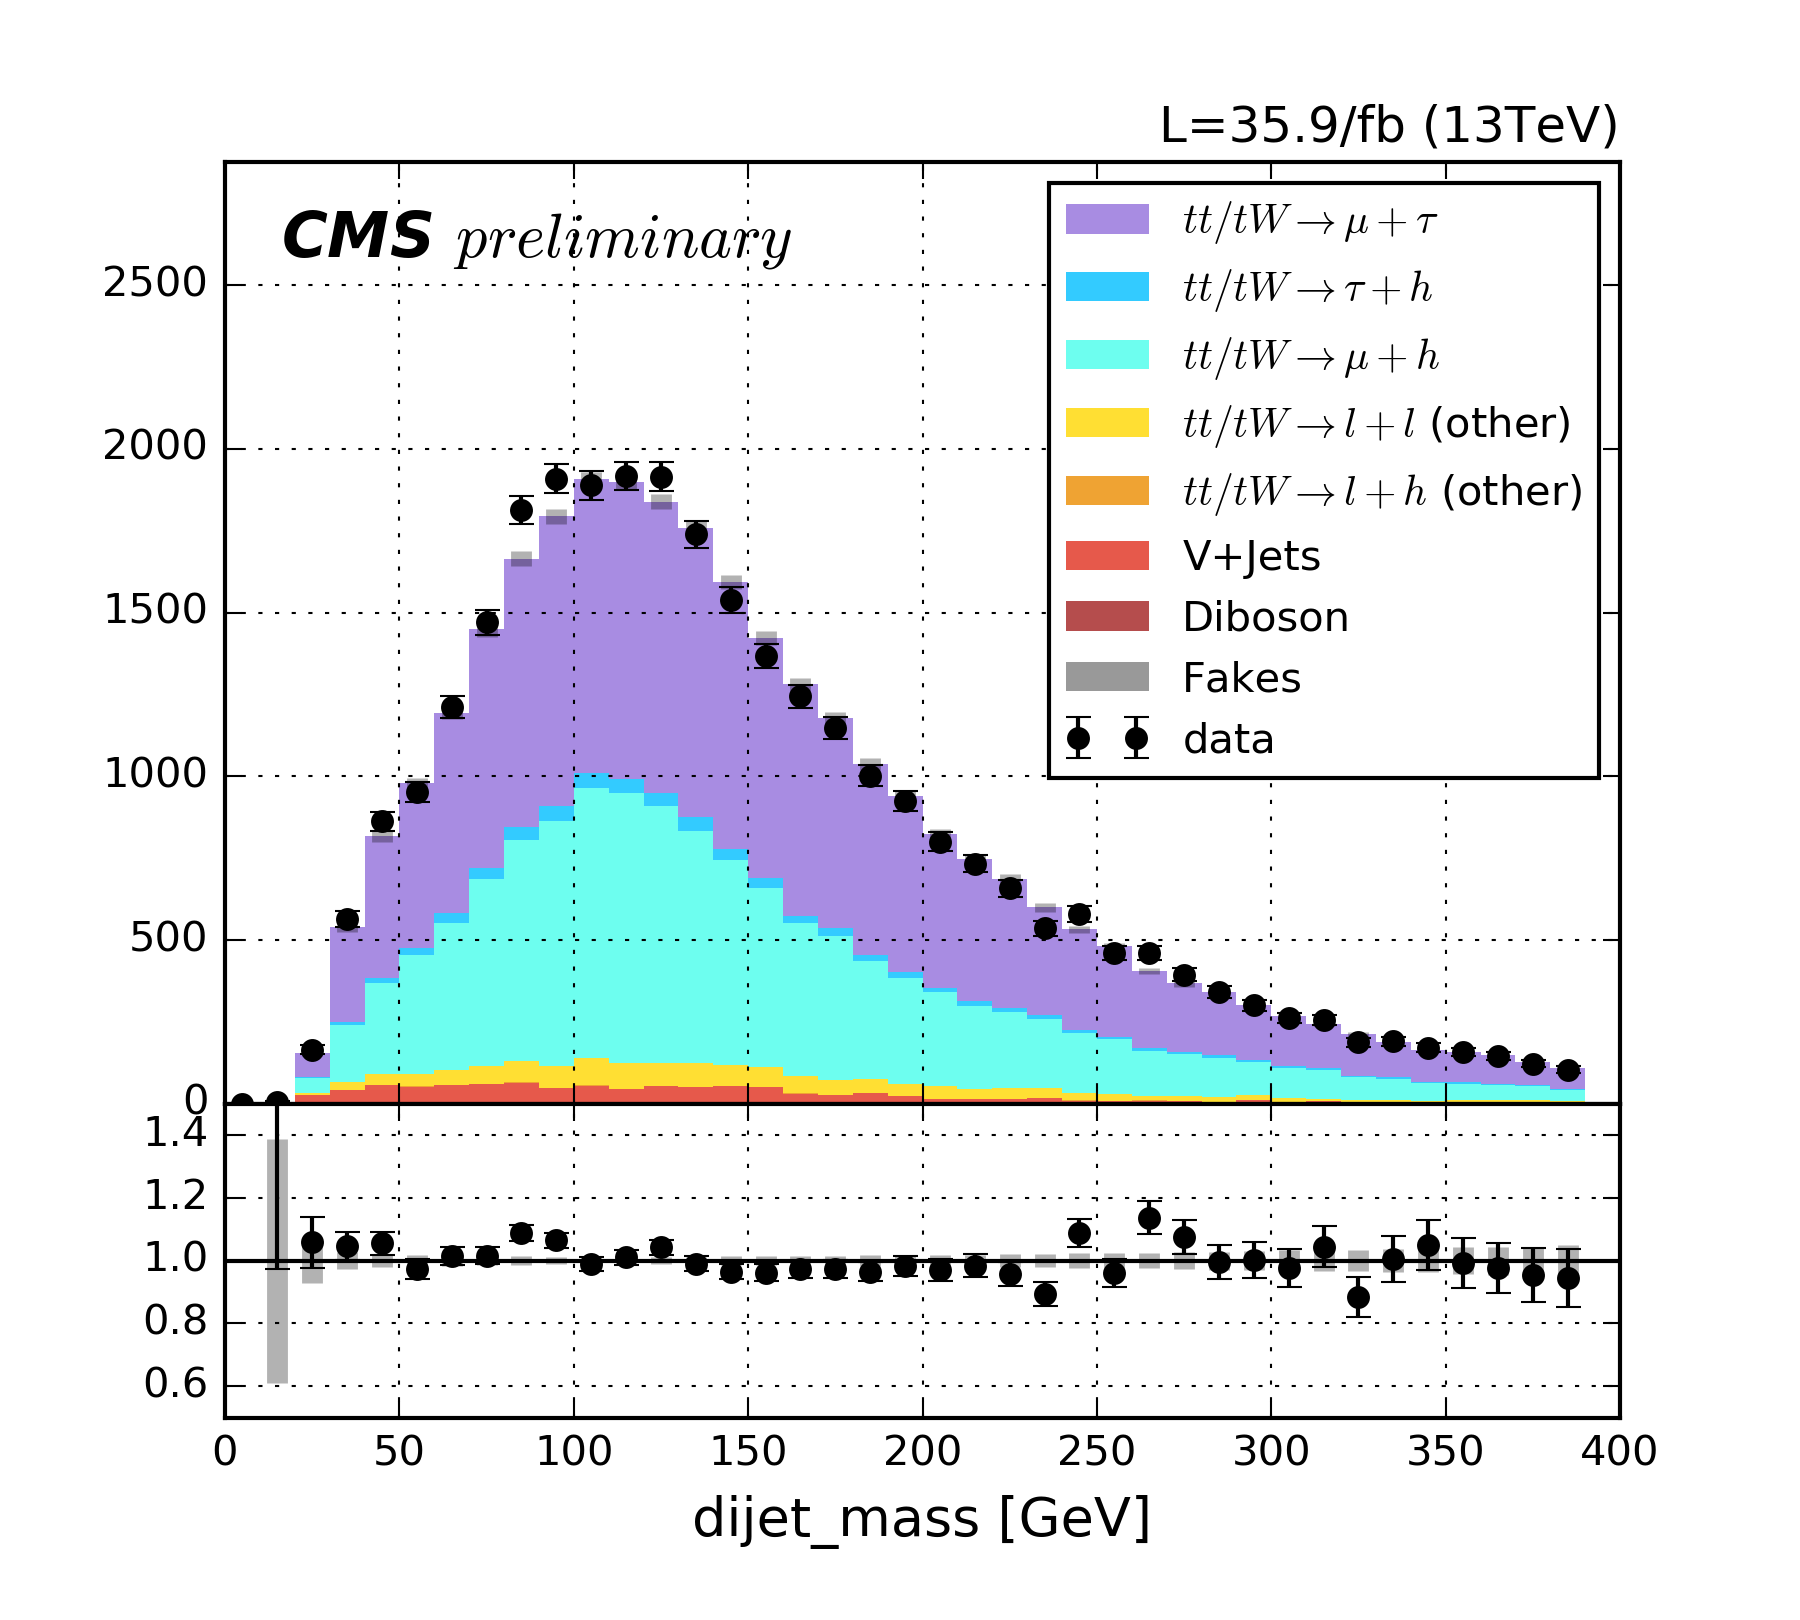 L=35.9/fb (13TeV)
CMS preliminary
tt/tW → μ + τ
tt/tW → τ + h
tt/tW → μ + h
tt/tW → l + l (other)
tt/tW → l + h (other)
V+Jets
Diboson
Fakes
data
2500
2000
1500
1000
500
0
1.4
1.2
1.0
0.8
0.6
0 50 100 150 200 250 300 350 400
dijet_mass [GeV]